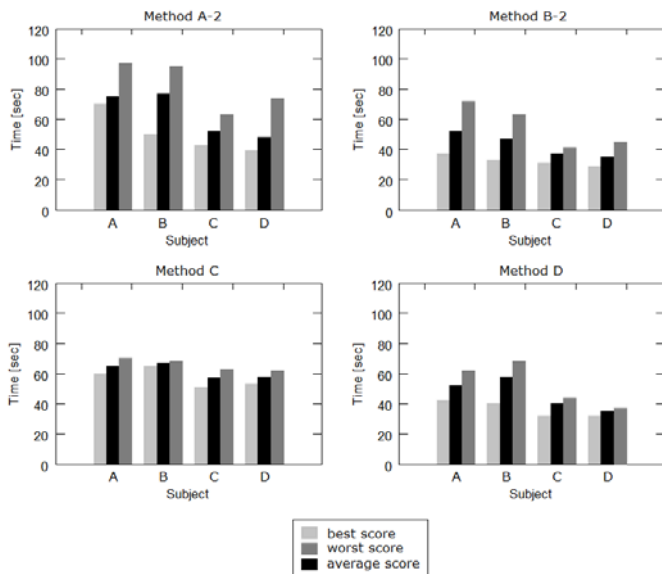 Method A-2
Time [sec]
120
100
80
60
40
20
0
A B C D
Subject
Method B-2
Time [sec]
120
100
80
60
40
20
0
A B C D
Subject
Method C
Time [sec]
120
100
80
60
40
20
0
A B C D
Subject
Method D
Time [sec]
120
100
80
60
40
20
0
A B C D
Subject
best score
worst score
average score